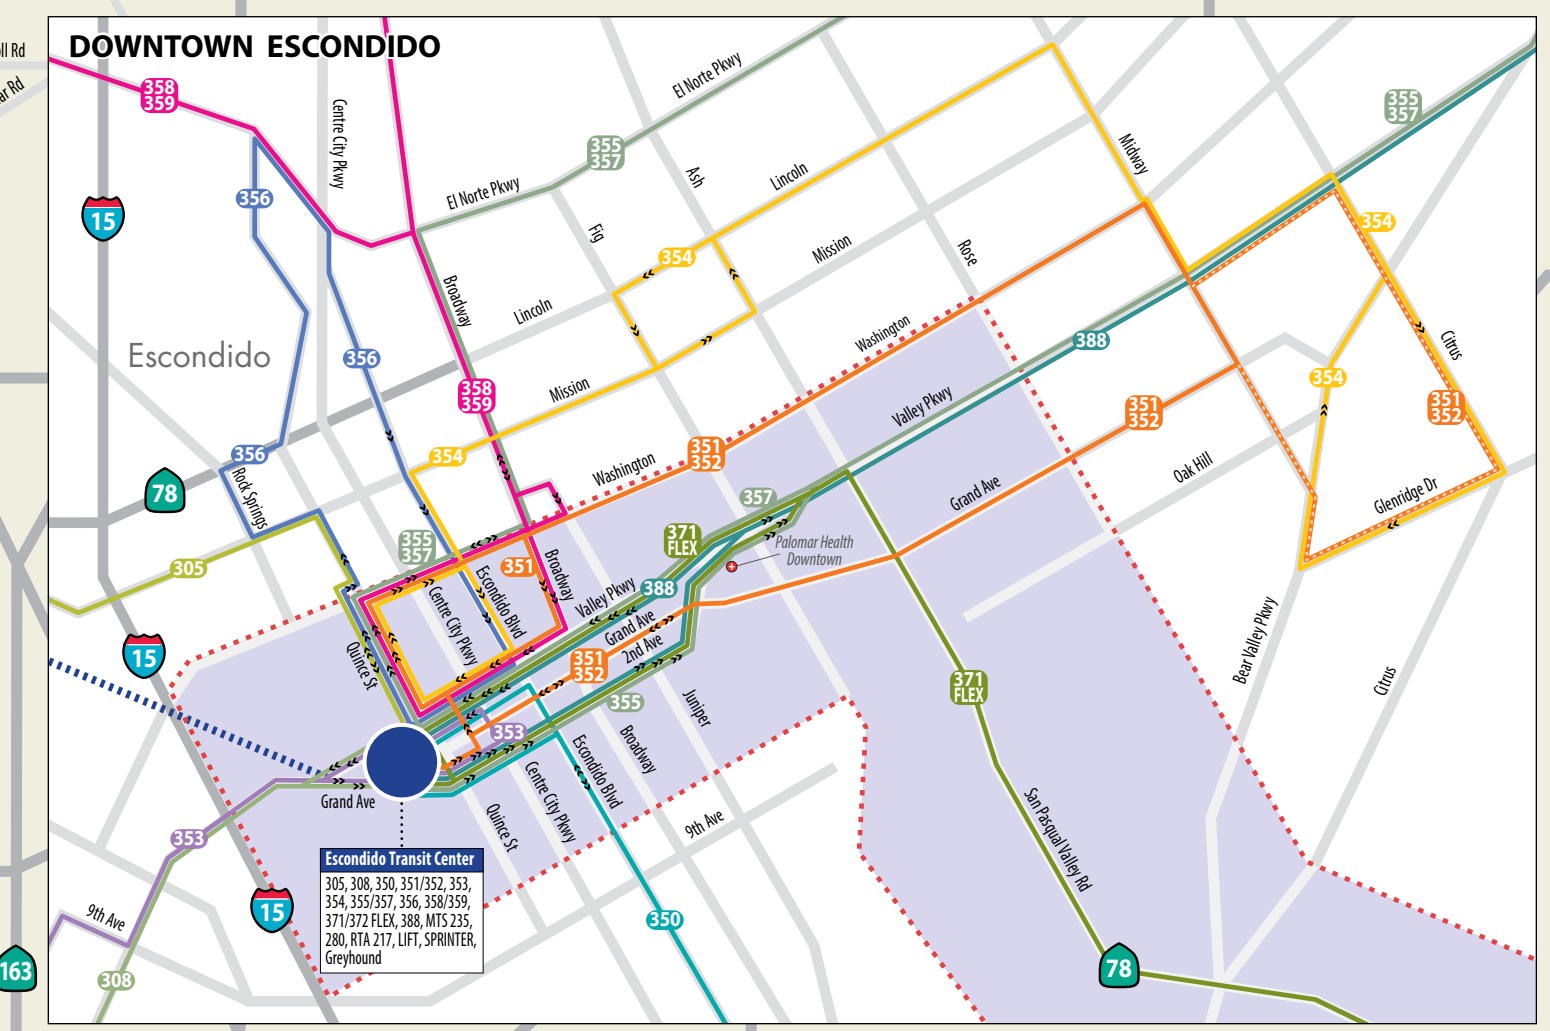 DOWNTOWN ESCONDIDO
ll Rd
ar Rd
358
359
Centre City Pkwy
El Norte Pkwy
355
357
355
357
Midway
Ash
Lincoln
El Norte Pkwy
356
15
Fig
354
Mission
Rose
354
Broadway
Lincoln
Escondido
356
Washington
388
Citrus
358
359
Mission
Valley Pkwy
354
351
352
351
352
356
354
Washington
351
352
Oak Hill
Grand Ave
Glenridge Dr
78
Rock Springs
357
355
357
371
FLEX
Palomar Health
Downtown
305
351
Broadway
Escondido Blvd
Centre City Pkwy
Valley Pkwy
388
Grand Ave
2nd Ave
15
Quince St
351
352
371
FLEX
Bear Valley Pkwy
Citrus
355
Juniper
353
Broadway
Escondido Blvd
Centre City Pkwy
Quince St
Grand Ave
353
9th Ave
San Pasqual Valley Rd
Escondido Transit Center
305, 308, 350, 351/352, 353,
354, 355/357, 356, 358/359,
371/372 FLEX, 388, MTS 235,
280, RTA 217, LIFT, SPRINTER,
Greyhound
15
9th Ave
350
163
308
78